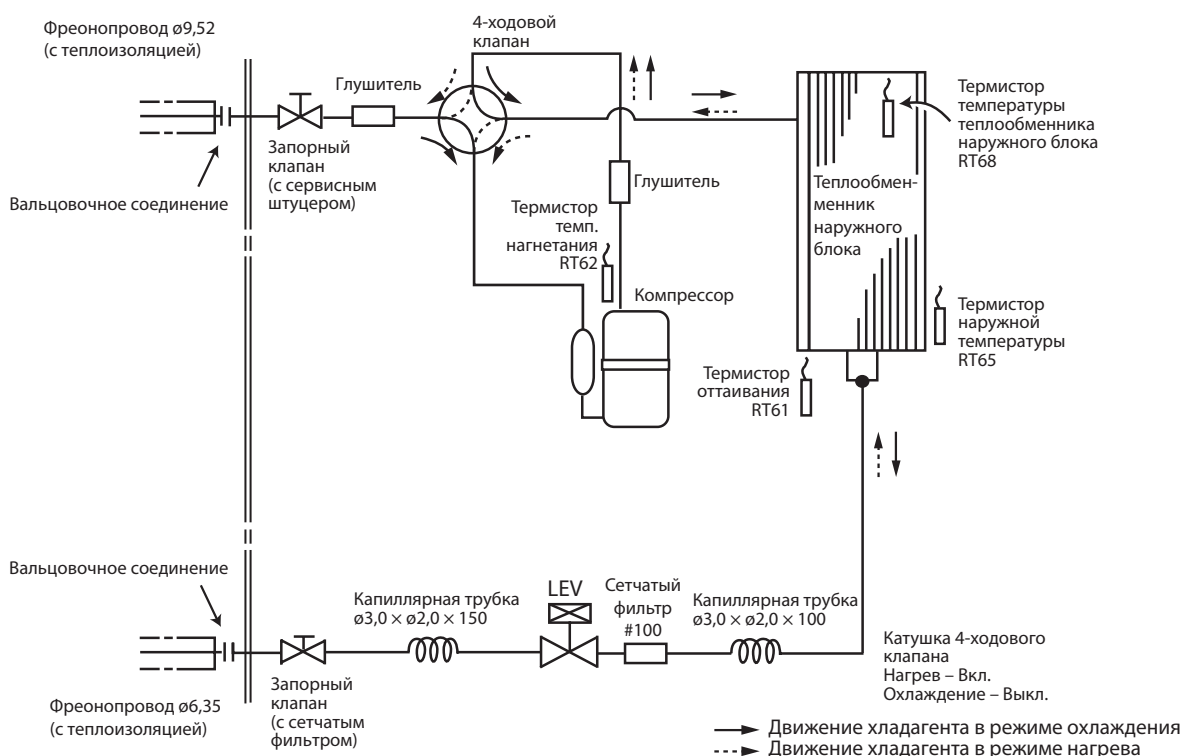 4-ходовой
клапан
Фреонопровод ø9,52
(с теплоизоляцией)
Глушитель
Запорный
клапан
(с сервисным
штуцером)
Вальцовочное соединение
Термистор
температуры
теплообменника
наружного блока
RT68
Глушитель
Теплообмен-
менник
наружного
блока
Термистор
темп.
нагнетания
RT62
Компрессор
Термистор
наружной
температуры
RT65
Термистор
оттаивания
RT61
Вальцовочное соединение
Капиллярная трубка
ø3,0 × ø2,0 × 150
LEV
Сетчатый
фильтр
#100
Капиллярная трубка
ø3,0 × ø2,0 × 100
Катушка 4-ходового
клапана
Нагрев – Вкл.
Охлаждение – Выкл.
Запорный
клапан
(с сетчатым
фильтром)
Фреонопровод ø6,35
(с теплоизоляцией)
Движение хладагента в режиме охлаждения
Движение хладагента в режиме нагрева